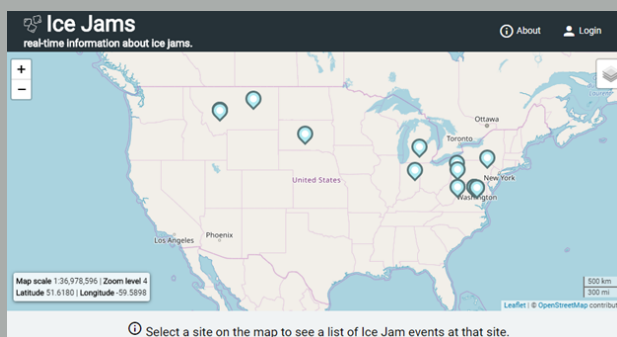 Ice Jams
real-time information about ice jams.
About
Login
+
−
Ottawa
Toronto
New York
United States
Washington
Los Angeles
Phoenix
Map scale 1:36,978,596 | Zoom level 4
Latitude 51.6180 | Longitude -59.5898
500 km
300 mi
Leaflet | © OpenStreetMap contribut
Select a site on the map to see a list of Ice Jam events at that site.